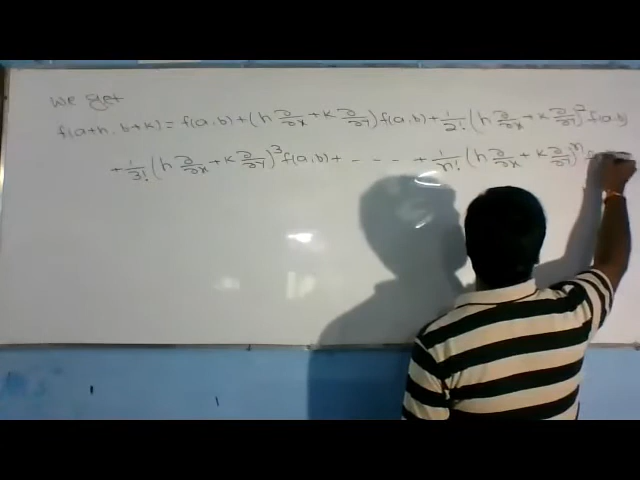 we get
f(a+h, b+k) = f(a,b) + (h ∂/∂x + k ∂/∂y) f(a,b) + 1/2! (h ∂/∂x + k ∂/∂y)² f(a,b)
+ 1/3! (h ∂/∂x + k ∂/∂y)³ f(a,b) + - - - - + 1/n! (h ∂/∂x + k ∂/∂y)ⁿ